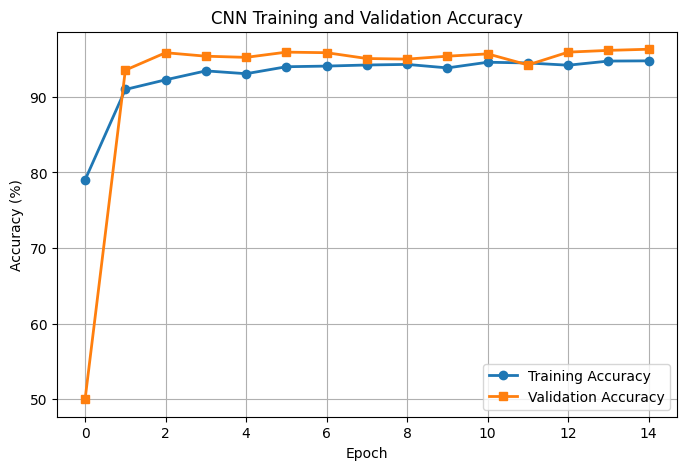 CNN Training and Validation Accuracy
Accuracy (%)
90
80
70
60
50
0 2 4 6 8 10 12 14
Epoch
Training Accuracy
Validation Accuracy